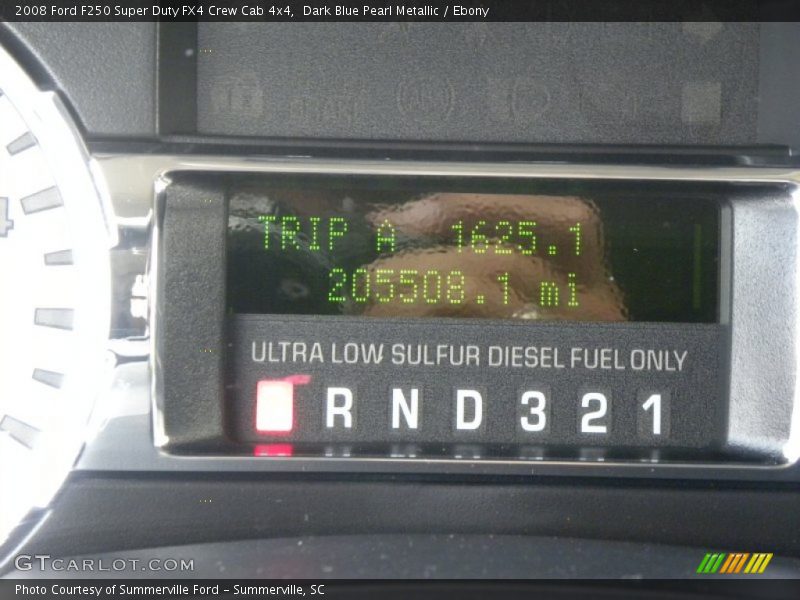 2008 Ford F250 Super Duty FX4 Crew Cab 4x4,  Dark Blue Pearl Metallic / Ebony
TRIP A 1625.1
205508.1 mi
ULTRA LOW SULFUR DIESEL FUEL ONLY
R N D 3 2 1
GTCARLOT.COM
Photo Courtesy of Summerville Ford - Summerville, SC